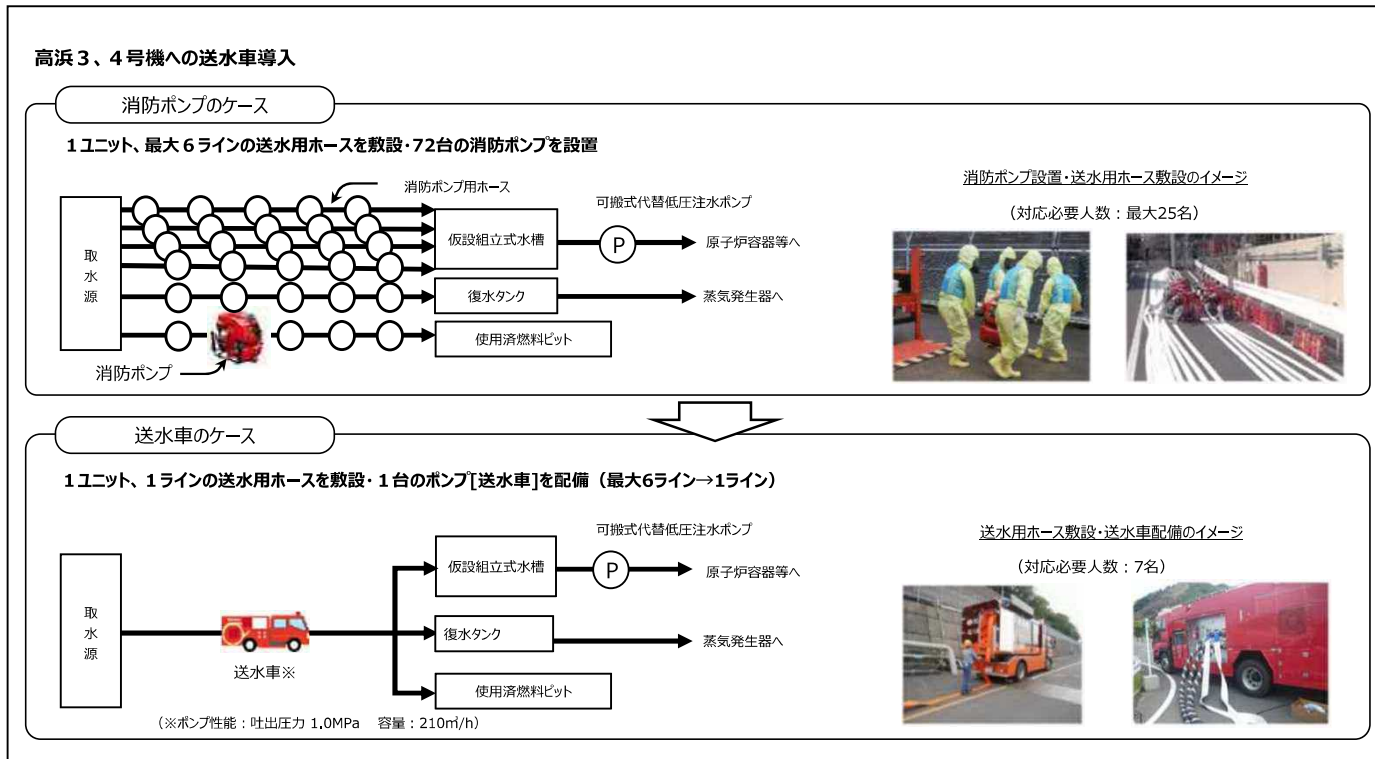 高浜３、４号機への送水車導入
消防ポンプのケース
１ユニット、最大６ラインの送水用ホースを敷設・72台の消防ポンプを設置
消防ポンプ用ホース
取水源
仮設組立式水槽
可搬式代替低圧注水ポンプ
P
原子炉容器等へ
復水タンク
蒸気発生器へ
使用済燃料ピット
消防ポンプ
消防ポンプ設置・送水用ホース敷設のイメージ
（対応必要人数：最大25名）
送水車のケース
１ユニット、１ラインの送水用ホースを敷設・１台のポンプ[送水車]を配備（最大6ライン→1ライン）
取水源
送水車※
仮設組立式水槽
可搬式代替低圧注水ポンプ
P
原子炉容器等へ
復水タンク
蒸気発生器へ
使用済燃料ピット
（※ポンプ性能：吐出圧力 1.0MPa　容量：210㎥/h）
送水用ホース敷設・送水車配備のイメージ
（対応必要人数：7名）